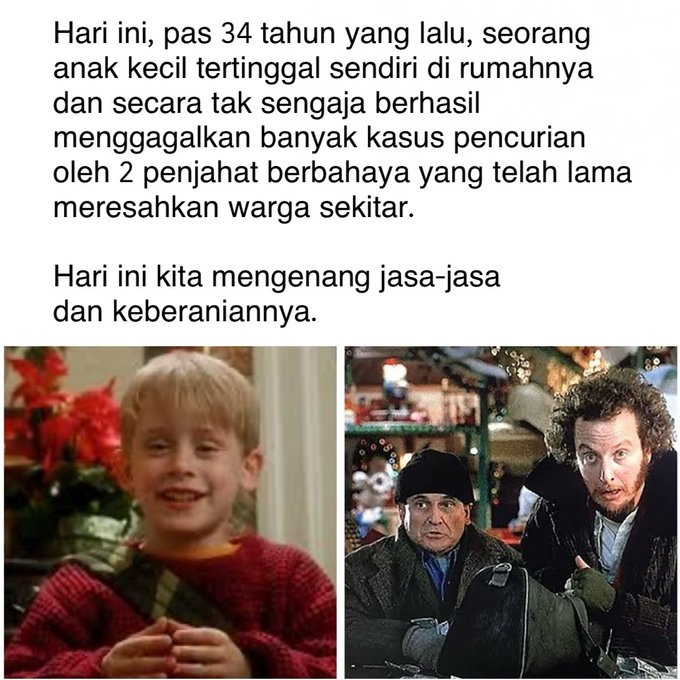 Hari ini, pas 34 tahun yang lalu, seorang
anak kecil tertinggal sendiri di rumahnya
dan secara tak sengaja berhasil
menggagalkan banyak kasus pencurian
oleh 2 penjahat berbahaya yang telah lama
meresahkan warga sekitar.
Hari ini kita mengenang jasa-jasa
dan keberaniannya.